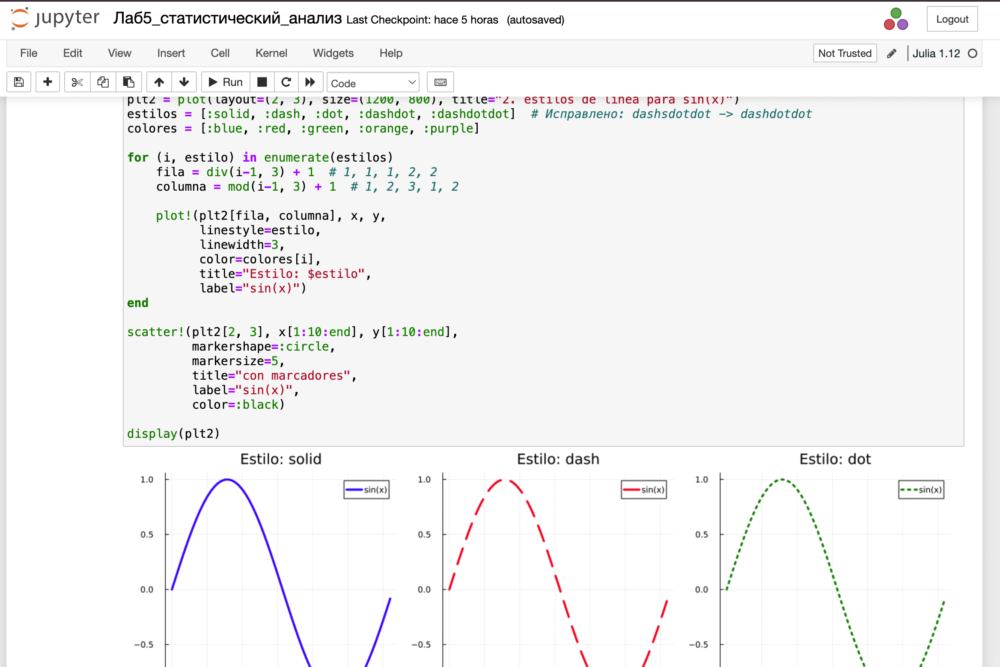 jupyter Лаб5_статистический_анализ Last Checkpoint: hace 5 horas (autosaved)
Logout
File Edit View Insert Cell Kernel Widgets Help
Not Trusted Julia 1.12
Run Code
plt2 = plot(layout=(2, 3), size=(1200, 800), title="2. estilos de linea para sin(x)")
estilos = [:solid, :dash, :dot, :dashdot, :dashdotdot]  # Исправлено: dashsdotdot -> dashdotdot
colores = [:blue, :red, :green, :orange, :purple]
for (i, estilo) in enumerate(estilos)
    fila = div(i-1, 3) + 1  # 1, 1, 1, 2, 2
    columna = mod(i-1, 3) + 1  # 1, 2, 3, 1, 2
    plot!(plt2[fila, columna], x, y,
          linestyle=estilo,
          linewidth=3,
          color=colores[i],
          title="Estilo: $estilo",
          label="sin(x)")
end
scatter!(plt2[2, 3], x[1:10:end], y[1:10:end],
         markershape=:circle,
         markersize=5,
         title="con marcadores",
         label="sin(x)",
         color=:black)
display(plt2)
Estilo: solid
1.0
sin(x)
0.5
0.0
−0.5
Estilo: dash
1.0
sin(x)
0.5
0.0
−0.5
Estilo: dot
1.0
sin(x)
0.5
0.0
−0.5